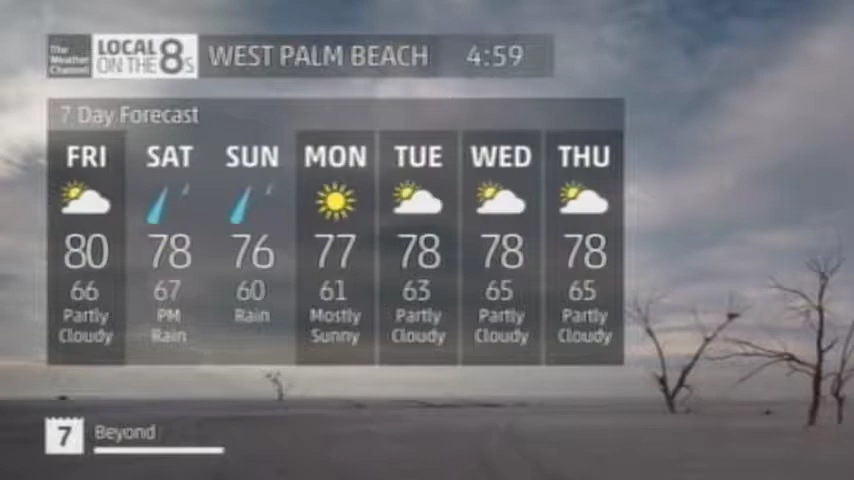 The Weather Channel
LOCAL ON THE 8s
WEST PALM BEACH 4:59
7 Day Forecast
FRI SAT SUN MON TUE WED THU
80 78 76 77 78 78 78
66 67 60 61 63 65 65
Partly Cloudy PM Rain Rain Mostly Sunny Partly Cloudy Partly Cloudy Partly Cloudy
7 Beyond